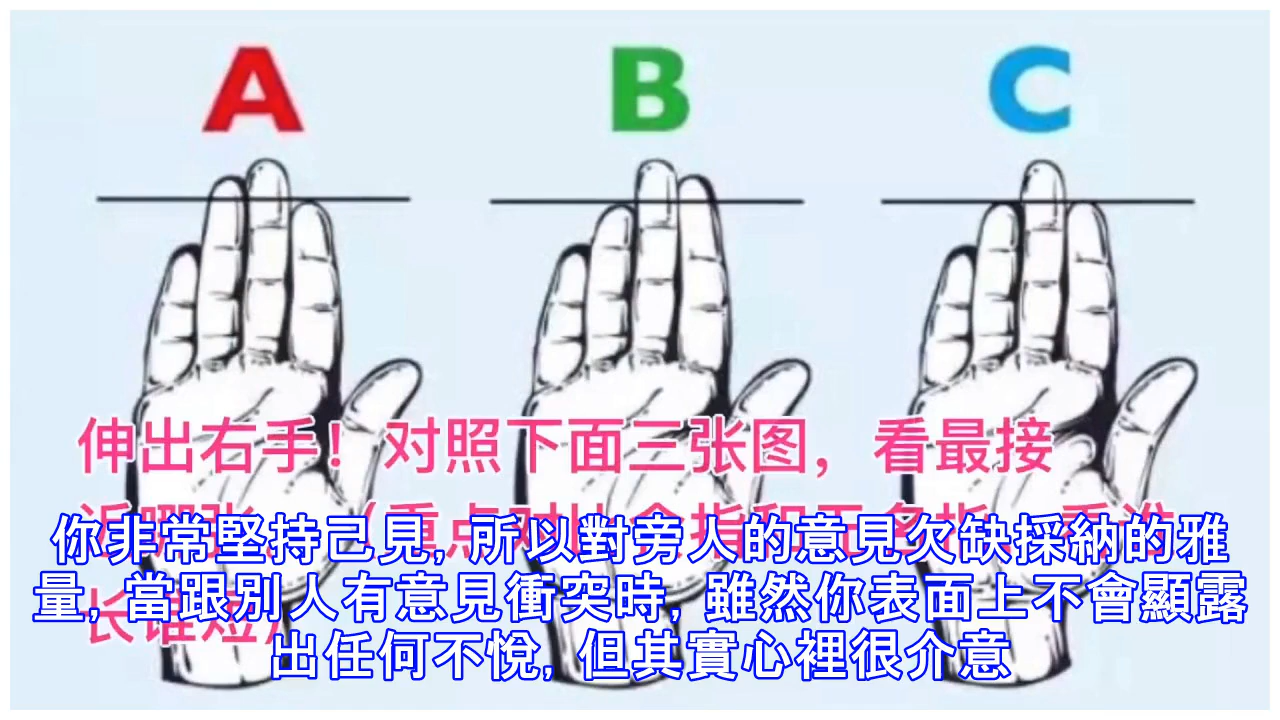 A B C
伸出右手！对照下面三张图，看最接
你非常堅持己見, 所以對旁人的意見欠缺採納的雅
量, 當跟別人有意見衝突時, 雖然你表面上不會顯露
出任何不悅, 但其實心裡很介意